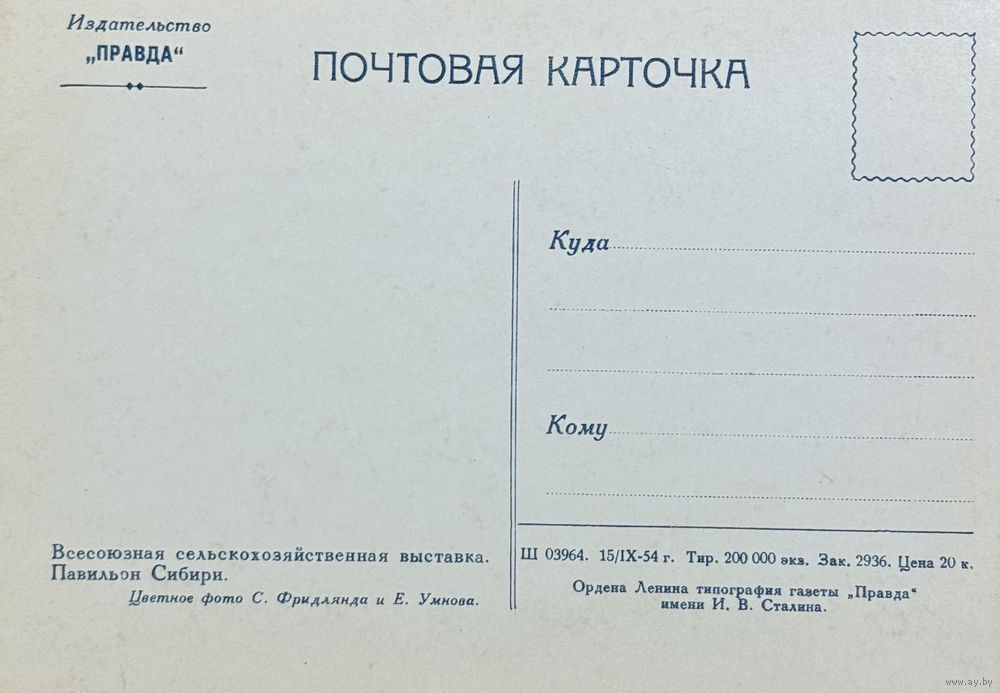 Издательство
„ПРАВДА“
ПОЧТОВАЯ КАРТОЧКА
Куда
Кому
Всесоюзная сельскохозяйственная выставка.
Павильон Сибири.
Цветное фото С. Фридлянда и Е. Умнова.
Ш 03964. 15/IX-54 г. Тир. 200 000 экз. Зак. 2936. Цена 20 к.
Ордена Ленина типография газеты „Правда“
имени И. В. Сталина.
www.ay.by